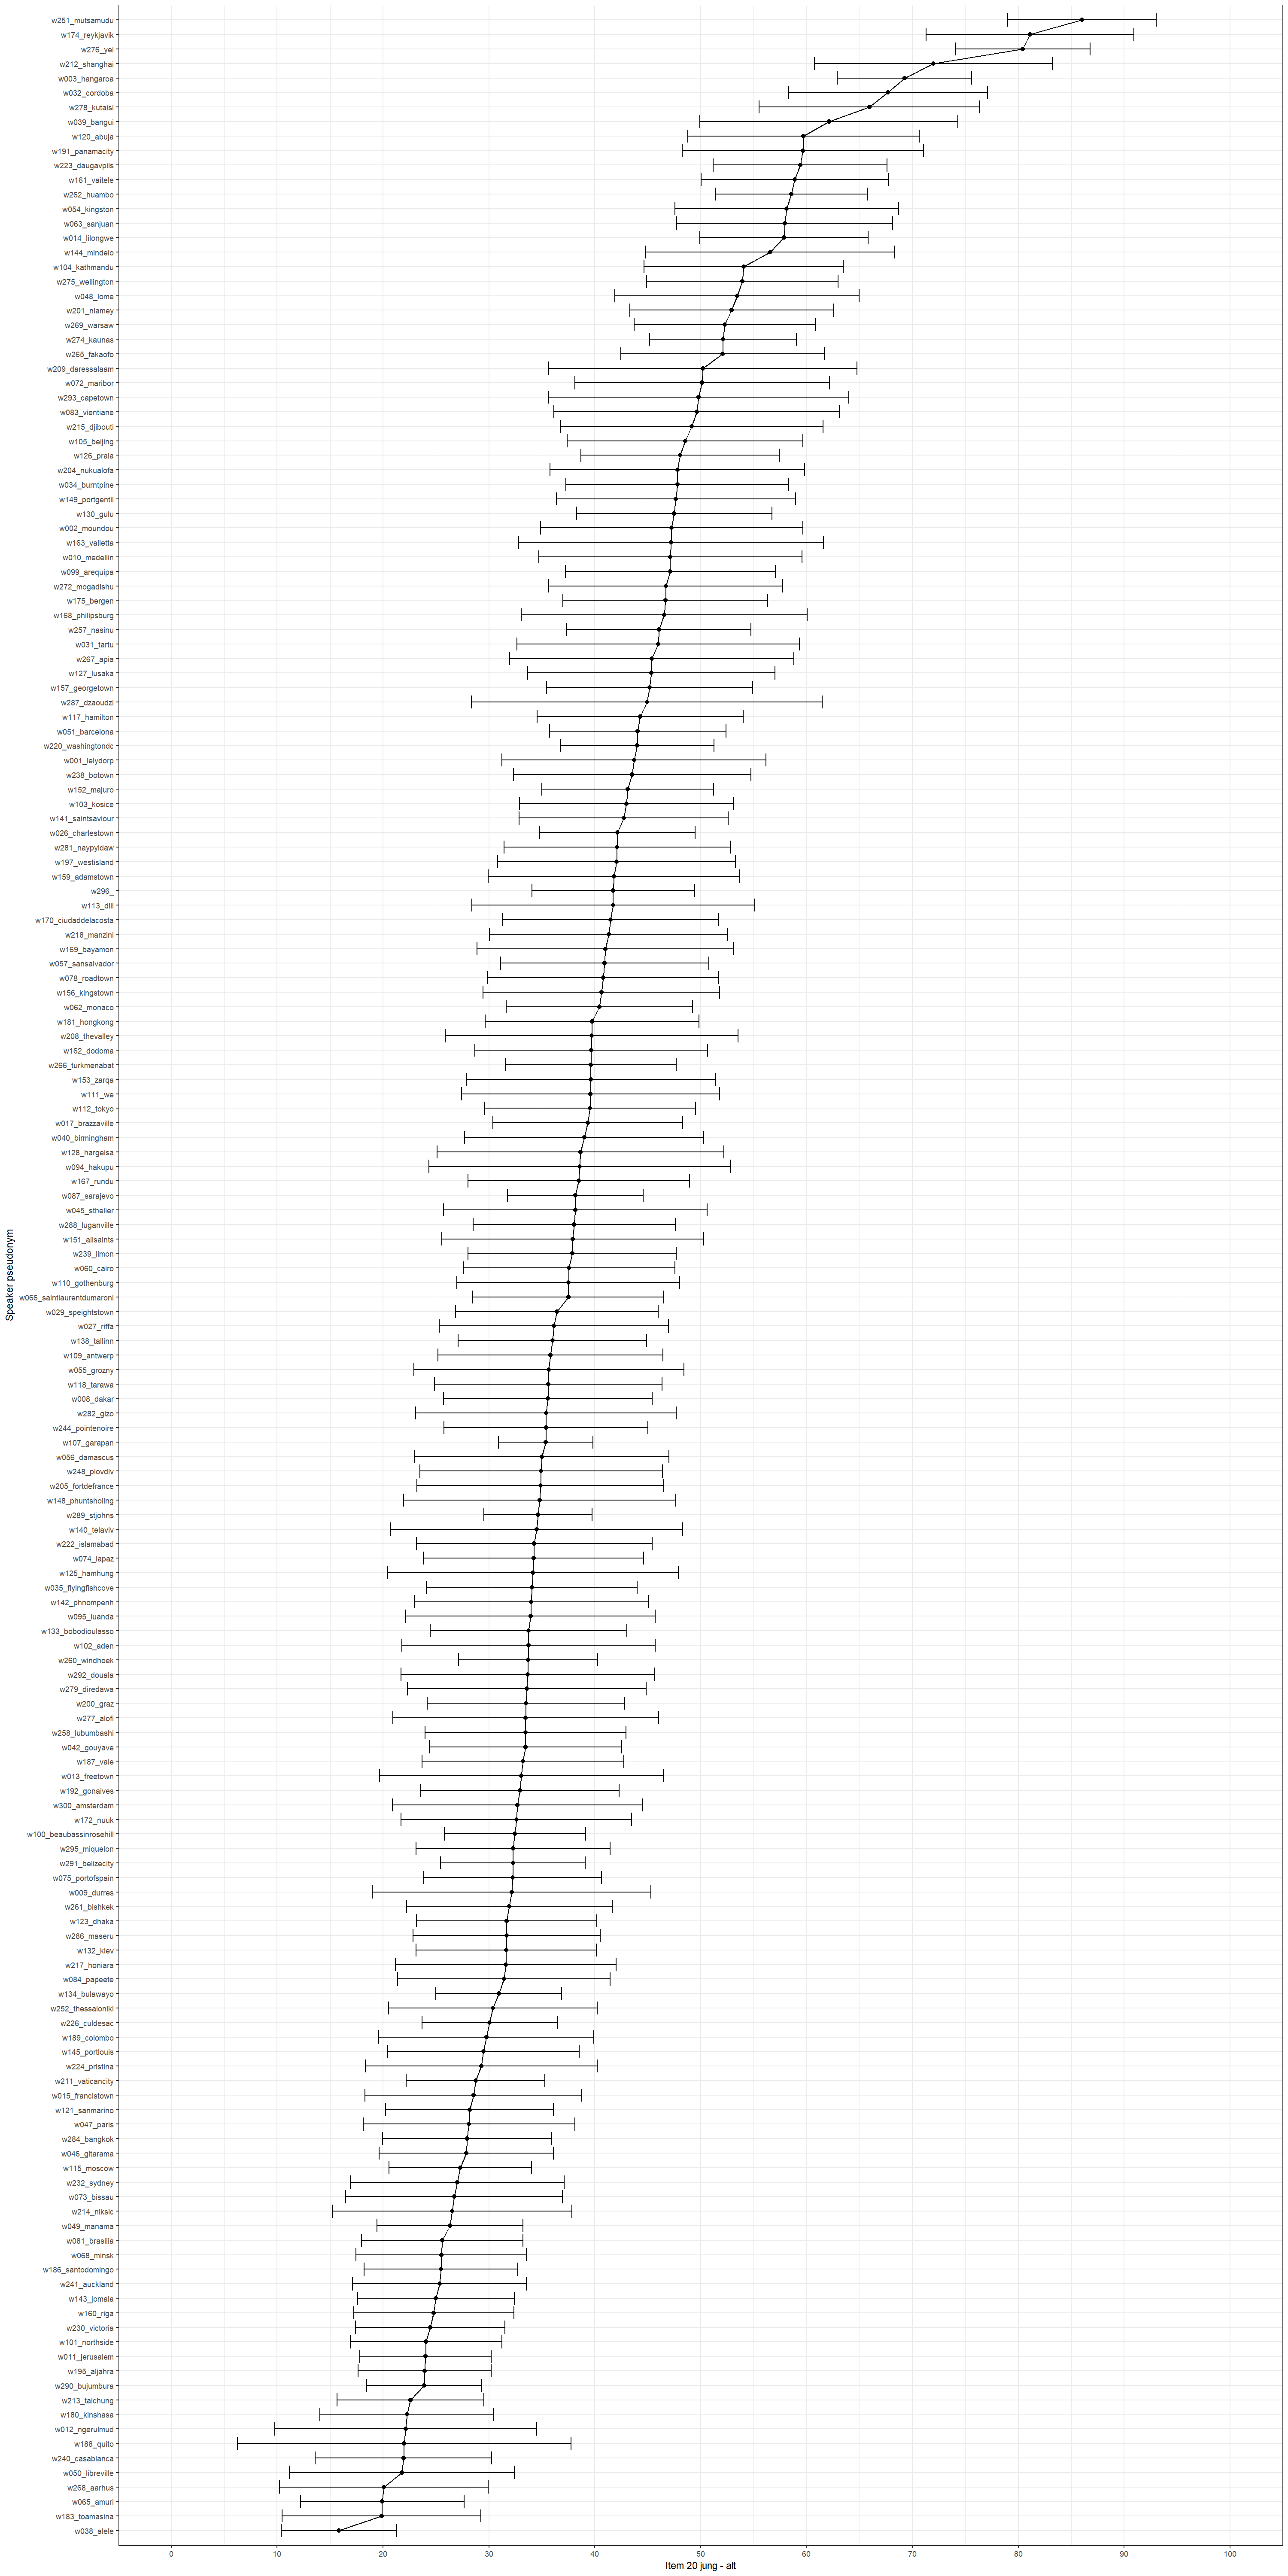 w251_mutsamudu
w174_reykjavik
w276_yei
w212_shanghai
w003_hangaroa
w032_cordoba
w278_kutaisi
w039_bangui
w120_abuja
w191_panamacity
w223_daugavpils
w161_vaitele
w262_huambo
w054_kingston
w063_sanjuan
w014_lilongwe
w144_mindelo
w104_kathmandu
w275_wellington
w048_lome
w201_niamey
w269_warsaw
w274_kaunas
w265_fakaofo
w209_daressalaam
w072_maribor
w293_capetown
w083_vientiane
w215_djibouti
w105_beijing
w126_praia
w204_nukualofa
w034_burntpine
w149_portgentil
w130_gulu
w002_moundou
w163_valletta
w010_medellin
w099_arequipa
w272_mogadishu
w175_bergen
w168_philipsburg
w257_nasinu
w031_tartu
w267_apia
w127_lusaka
w157_georgetown
w287_dzaoudzi
w117_hamilton
w051_barcelona
w220_washingtondc
w001_lelydorp
w238_botown
w152_majuro
w103_kosice
w141_saintsaviour
w026_charlestown
w281_naypyidaw
w197_westisland
w159_adamstown
w296_
w113_dili
w170_ciudaddelacosta
w218_manzini
w169_bayamon
w057_sansalvador
w078_roadtown
w156_kingstown
w062_monaco
w181_hongkong
w208_thevalley
w162_dodoma
w266_turkmenabat
w153_zarqa
w111_we
w112_tokyo
w017_brazzaville
w040_birmingham
w128_hargeisa
w094_hakupu
w167_rundu
w087_sarajevo
w045_sthelier
w288_luganville
w151_allsaints
w239_limon
w060_cairo
w110_gothenburg
w066_saintlaurentdumaroni
w029_speightstown
w027_riffa
w138_tallinn
w109_antwerp
w055_grozny
w118_tarawa
w008_dakar
w282_gizo
w244_pointenoire
w107_garapan
w056_damascus
w248_plovdiv
w205_fortdefrance
w148_phuntsholing
w289_stjohns
w140_telaviv
w222_islamabad
w074_lapaz
w125_hamhung
w035_flyingfishcove
w142_phnompenh
w095_luanda
w133_bobodioulasso
w102_aden
w260_windhoek
w292_douala
w279_diredawa
w200_graz
w277_alofi
w258_lubumbashi
w042_gouyave
w187_vale
w013_freetown
w192_gonaives
w300_amsterdam
w172_nuuk
w100_beaubassinrosehill
w295_miquelon
w291_belizecity
w075_portofspain
w009_durres
w261_bishkek
w123_dhaka
w286_maseru
w132_kiev
w217_honiara
w084_papeete
w134_bulawayo
w252_thessaloniki
w226_culdesac
w189_colombo
w145_portlouis
w224_pristina
w211_vaticancity
w015_francistown
w121_sanmarino
w047_paris
w284_bangkok
w046_gitarama
w115_moscow
w232_sydney
w073_bissau
w214_niksic
w049_manama
w081_brasilia
w068_minsk
w186_santodomingo
w241_auckland
w143_jomala
w160_riga
w230_victoria
w101_northside
w011_jerusalem
w195_aljahra
w290_bujumbura
w213_taichung
w180_kinshasa
w012_ngerulmud
w188_quito
w240_casablanca
w050_libreville
w268_aarhus
w065_amuri
w183_toamasina
w038_alele
Speaker pseudonym
0 10 20 30 40 50 60 70 80 90 100
Item 20 jung - alt